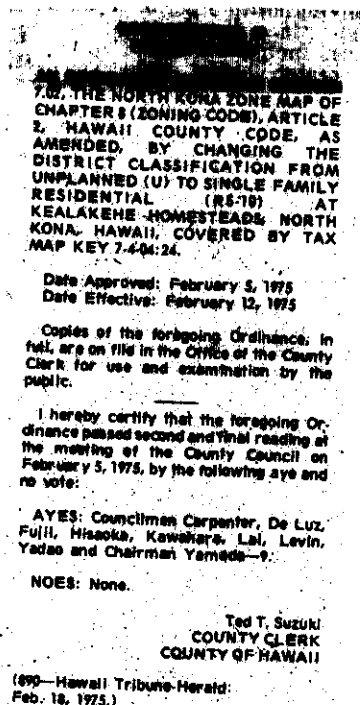 7.02, THE NORTH KONA ZONE MAP OF
CHAPTER 8 (ZONING CODE), ARTICLE
2, HAWAII COUNTY CODE, AS
AMENDED, BY CHANGING THE
DISTRICT CLASSIFICATION FROM
UNPLANNED (U) TO SINGLE FAMILY
RESIDENTIAL (RS-10) AT
KEALAKEHE HOMESTEADS, NORTH
KONA, HAWAII, COVERED BY TAX
MAP KEY 7-4-04:24.
Date Approved: February 5, 1975
Date Effective: February 12, 1975
Copies of the foregoing Ordinance, in
full, are on file in the Office of the County
Clerk for use and examination by the
public.
I hereby certify that the foregoing Or-
dinance passed second and final reading at
the meeting of the County Council on
February 5, 1975, by the following aye and
no vote:
AYES: Councilmen Carpenter, De Luz,
Fujii, Hisaoka, Kawahara, Lai, Levin,
Yadao and Chairman Yamada—9.
NOES: None.
Ted T. Suzuki
COUNTY CLERK
COUNTY OF HAWAII
(890—Hawaii Tribune-Herald:
Feb. 18, 1975.)